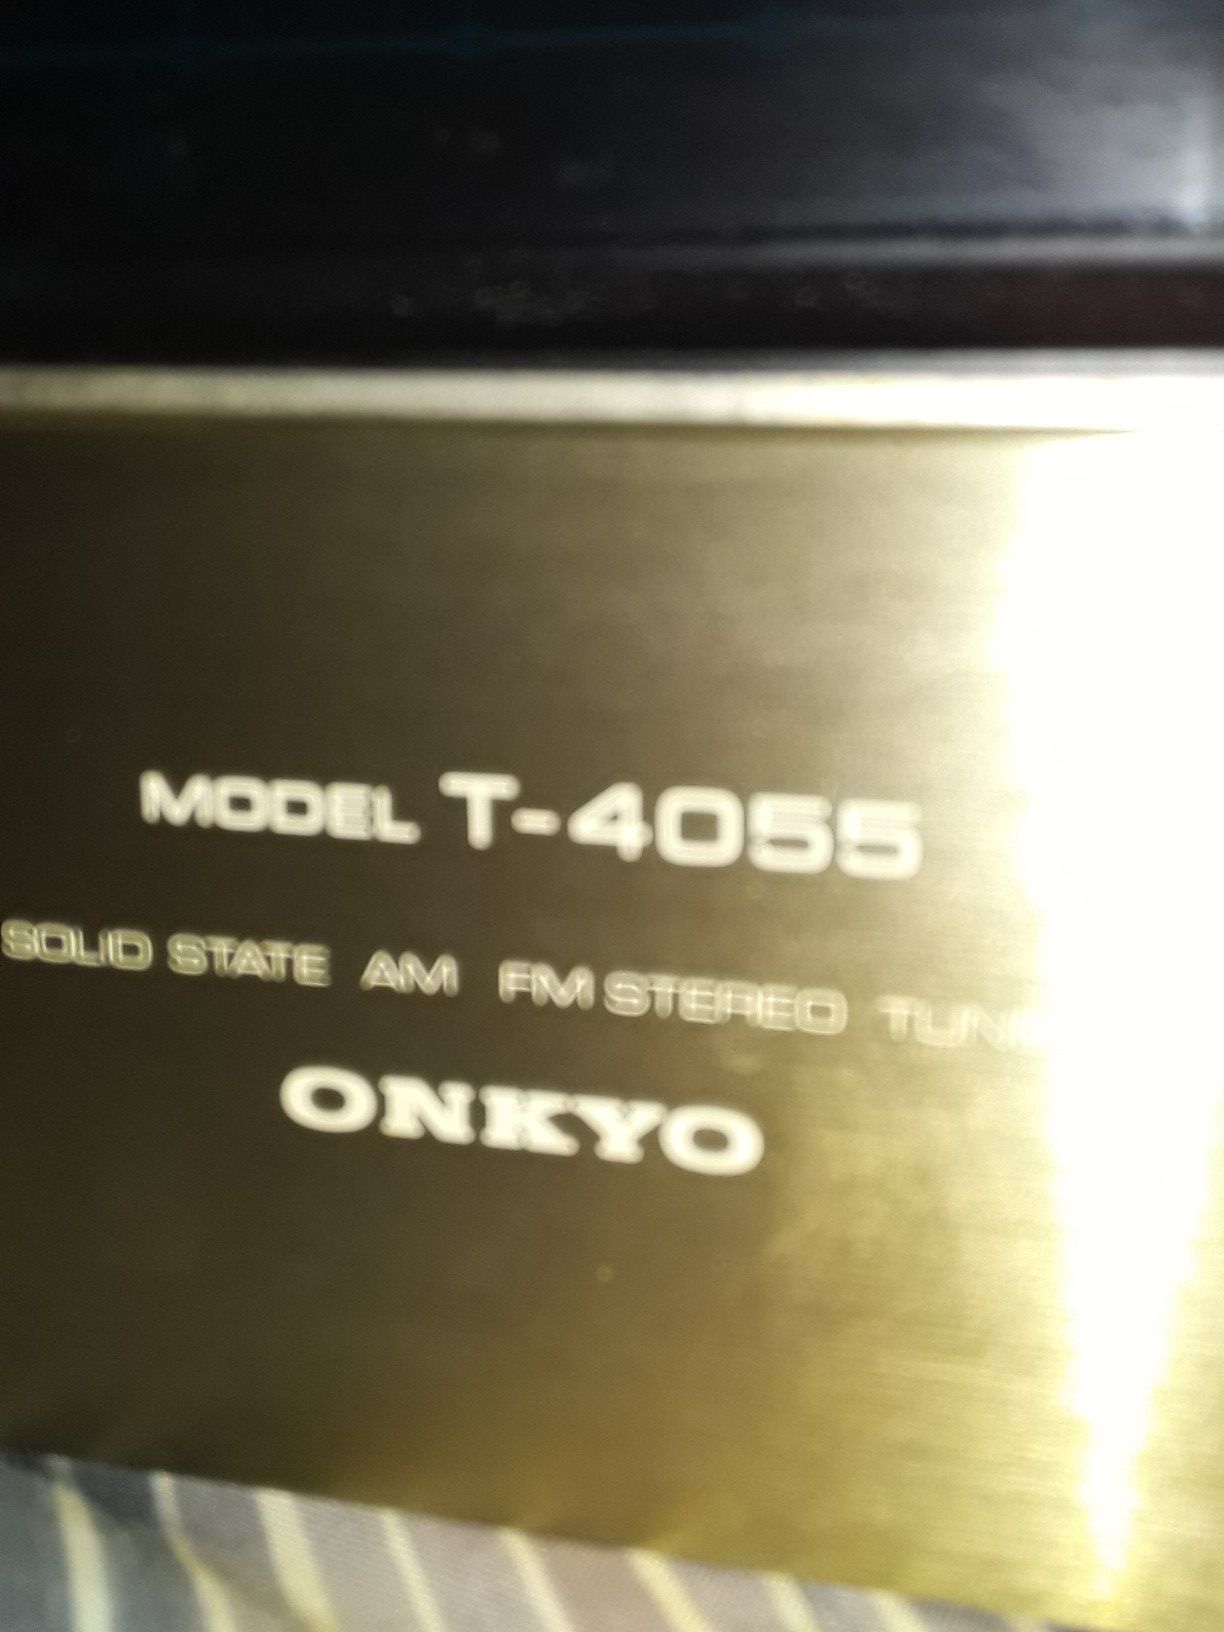 MODEL T-4055
SOLID STATE AM FM STEREO
ONKYO